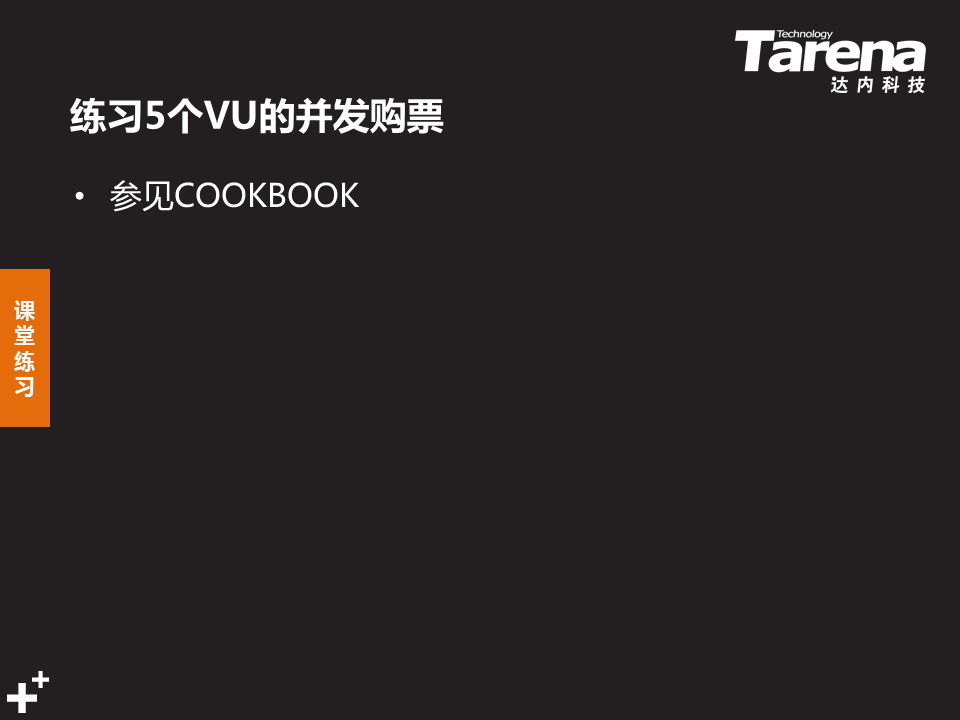 Technology
Tarena
达内科技
练习5个VU的并发购票
• 参见COOKBOOK
课
堂
练
习